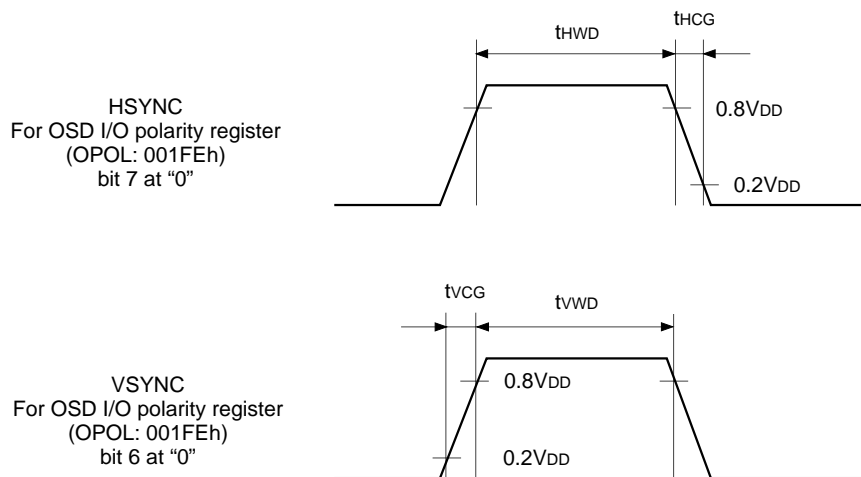 tHWD
tHCG
HSYNC
For OSD I/O polarity register
(OPOL: 001FEh)
bit 7 at “0”
0.8VDD
0.2VDD
tVCG
tVWD
VSYNC
For OSD I/O polarity register
(OPOL: 001FEh)
bit 6 at “0”
0.8VDD
0.2VDD